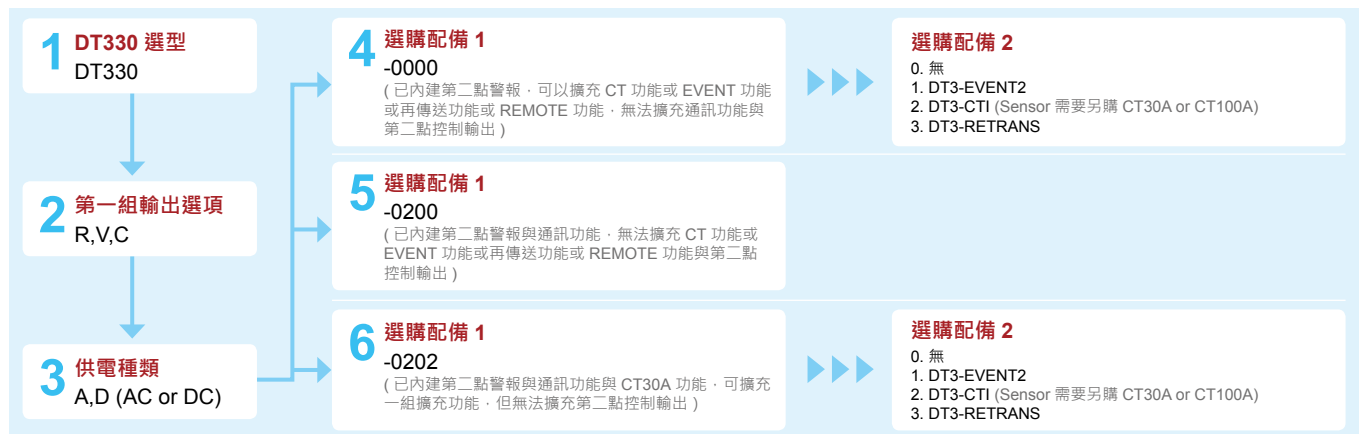 1
DT330 選型
DT330
2
第一組輸出選項
R,V,C
3
供電種類
A,D (AC or DC)
4
選購配備 1
-0000
( 已內建第二點警報,可以擴充 CT 功能或 EVENT 功能
或再傳送功能或 REMOTE 功能,無法擴充通訊功能與
第二點控制輸出 )
選購配備 2
0. 無
1. DT3-EVENT2
2. DT3-CTI (Sensor 需要另購 CT30A or CT100A)
3. DT3-RETRANS
5
選購配備 1
-0200
( 已內建第二點警報與通訊功能,無法擴充 CT 功能或
EVENT 功能或再傳送功能或 REMOTE 功能與第二點
控制輸出 )
6
選購配備 1
-0202
( 已內建第二點警報與通訊功能與 CT30A 功能,可擴充
一組擴充功能,但無法擴充第二點控制輸出 )
選購配備 2
0. 無
1. DT3-EVENT2
2. DT3-CTI (Sensor 需要另購 CT30A or CT100A)
3. DT3-RETRANS